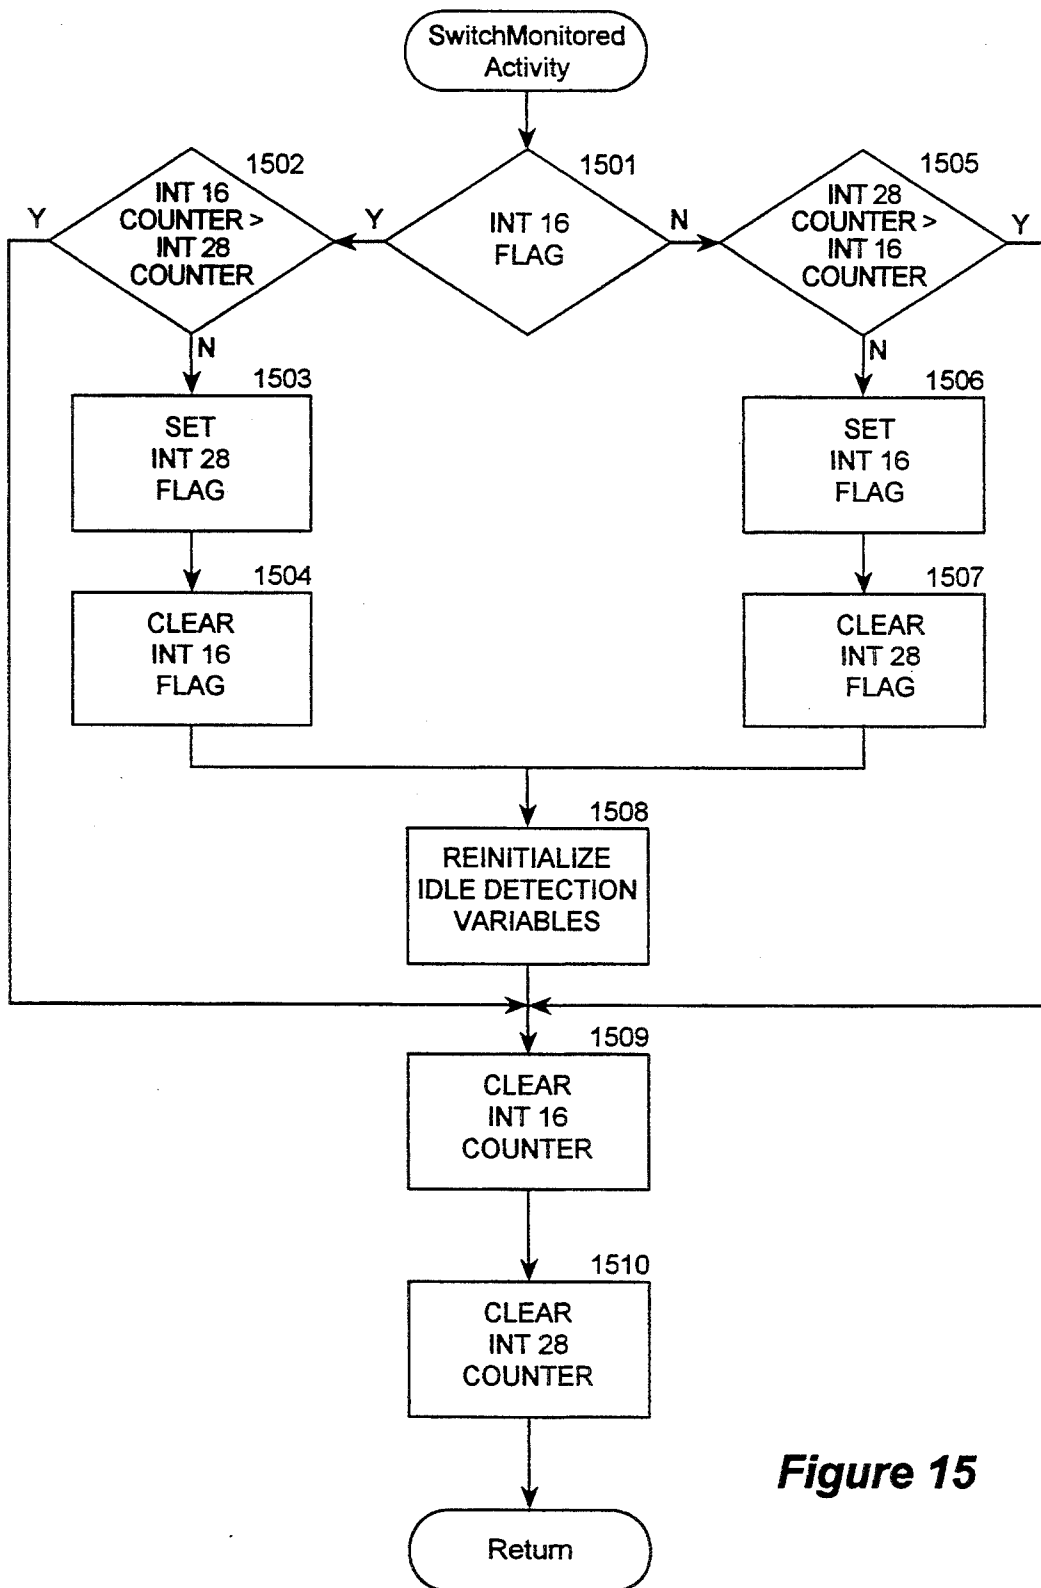 SwitchMonitored
Activity
1501
INT 16
FLAG
Y
N
1502
INT 16
COUNTER >
INT 28
COUNTER
Y
N
1505
INT 28
COUNTER >
INT 16
COUNTER
Y
N
1503
SET
INT 28
FLAG
1506
SET
INT 16
FLAG
1504
CLEAR
INT 16
FLAG
1507
CLEAR
INT 28
FLAG
1508
REINITIALIZE
IDLE DETECTION
VARIABLES
1509
CLEAR
INT 16
COUNTER
1510
CLEAR
INT 28
COUNTER
Return
Figure 15